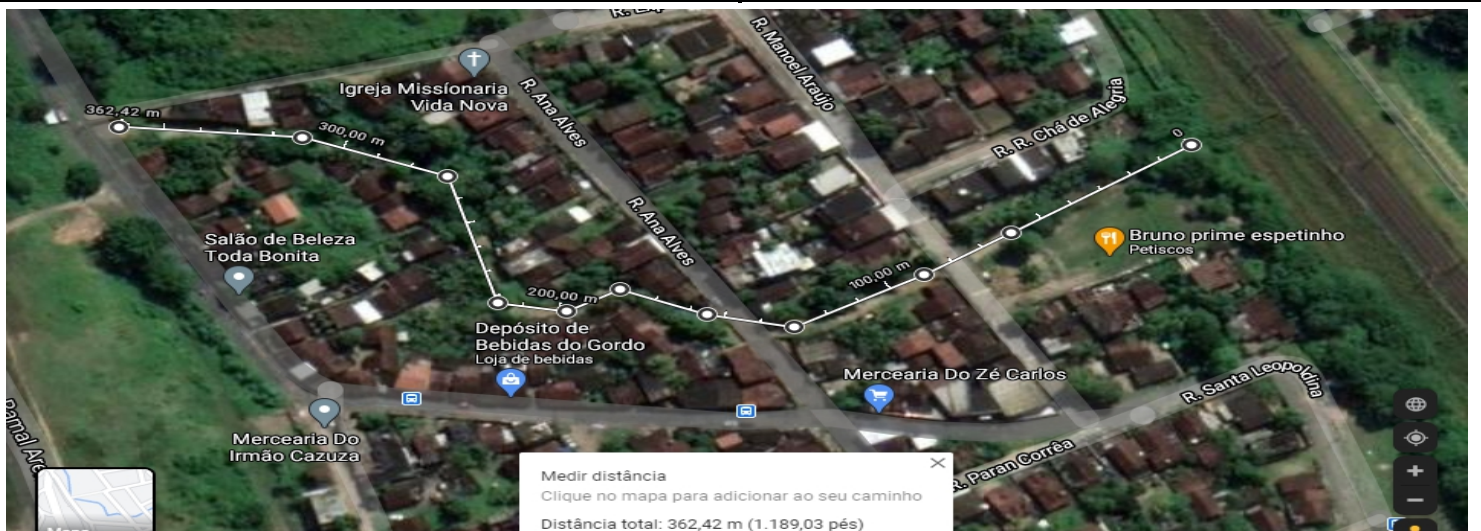 R. Manoel Araújo
Igreja Missíonaria
Vida Nova
R. Ana Alves
R. R. Chá de Alegria
362,42 m
300,00 m
0
R. Ana Alves
Salão de Beleza
Toda Bonita
Bruno prime espetinho
Petiscos
100,00 m
200,00 m
Depósito de
Bebidas do Gordo
Loja de bebidas
Mercearia Do Zé Carlos
R. Santa Leopoldina
Mercearia Do
Irmão Cazuza
R. Paran Corrêa
Medir distância
Clique no mapa para adicionar ao seu caminho
Distância total: 362,42 m (1.189,03 pés)